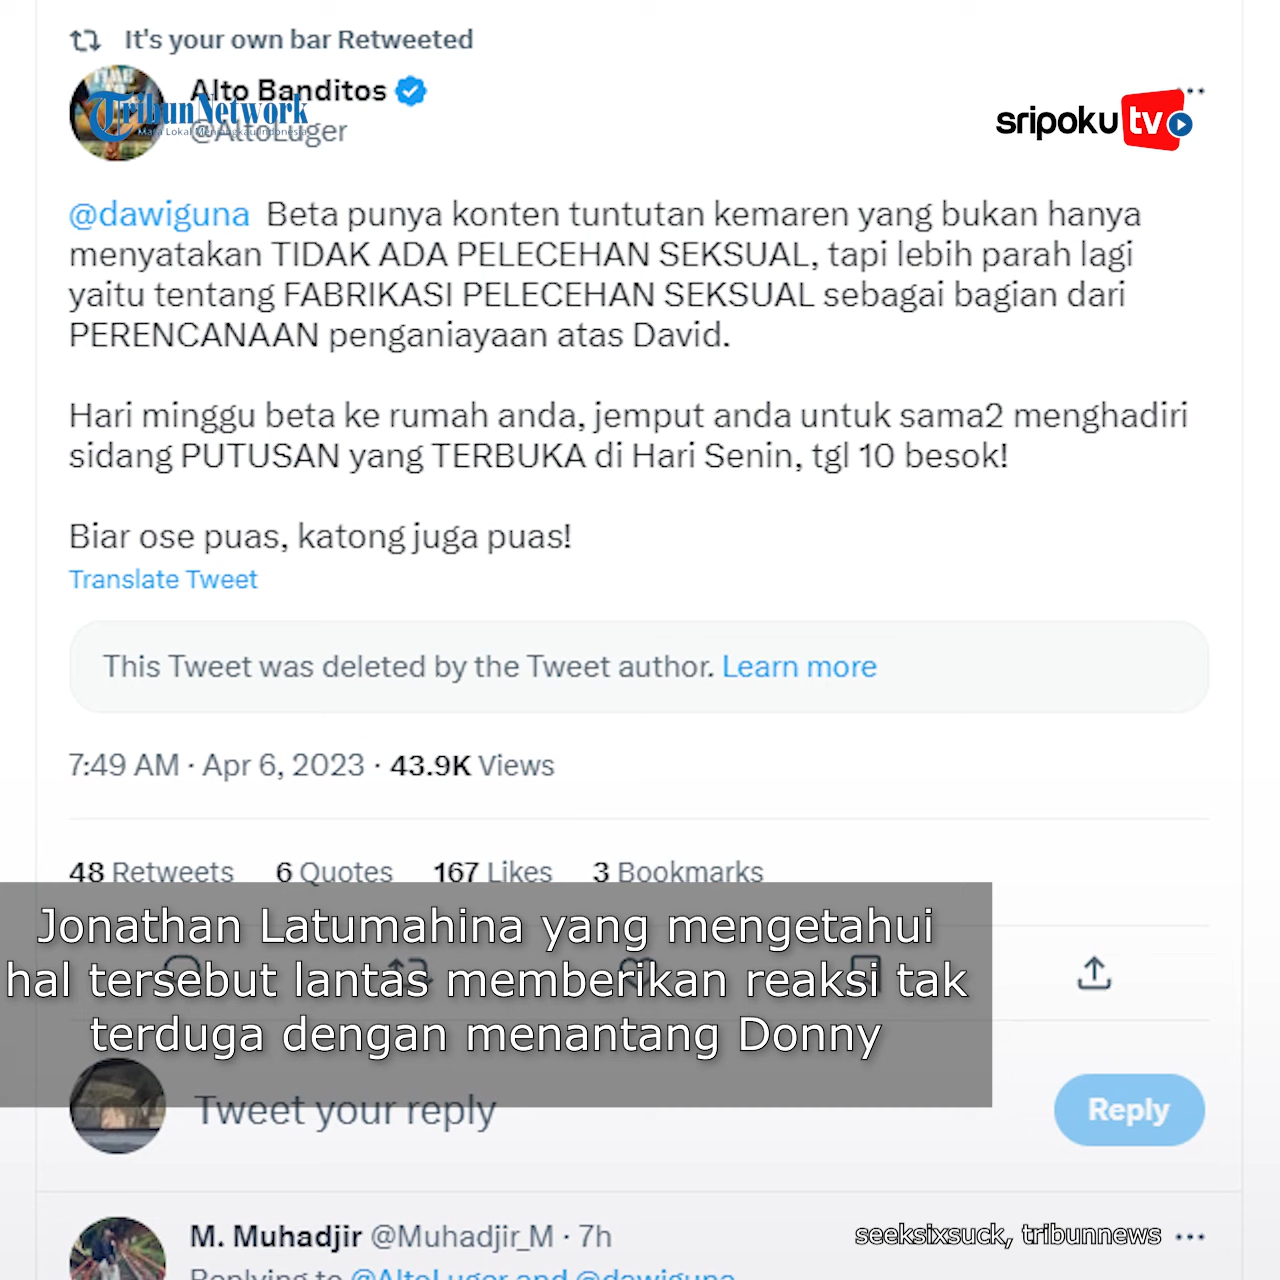 It's your own bar Retweeted
Alto Banditos
TribunNetwork
Mata Lokal Menjangkau Indonesia
@AltoLuger
sripoku tv
@dawiguna Beta punya konten tuntutan kemaren yang bukan hanya
menyatakan TIDAK ADA PELECEHAN SEKSUAL, tapi lebih parah lagi
yaitu tentang FABRIKASI PELECEHAN SEKSUAL sebagai bagian dari
PERENCANAAN penganiayaan atas David.
Hari minggu beta ke rumah anda, jemput anda untuk sama2 menghadiri
sidang PUTUSAN yang TERBUKA di Hari Senin, tgl 10 besok!
Biar ose puas, katong juga puas!
Translate Tweet
This Tweet was deleted by the Tweet author. Learn more
7:49 AM · Apr 6, 2023 · 43.9K Views
48 Retweets 6 Quotes 167 Likes 3 Bookmarks
Jonathan Latumahina yang mengetahui
hal tersebut lantas memberikan reaksi tak
terduga dengan menantang Donny
Tweet your reply
Reply
M. Muhadjir @Muhadjir_M · 7h
seeksixsuck, tribunnews
Replying to @AltoLuger and @dawiguna